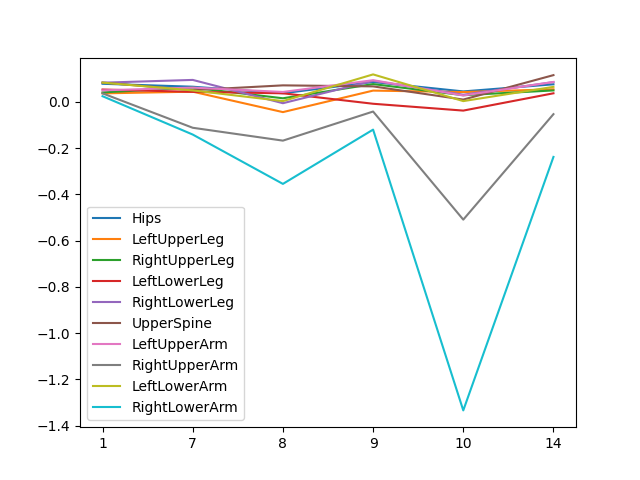 0.0
−0.2
−0.4
−0.6
−0.8
−1.0
−1.2
−1.4
Hips
LeftUpperLeg
RightUpperLeg
LeftLowerLeg
RightLowerLeg
UpperSpine
LeftUpperArm
RightUpperArm
LeftLowerArm
RightLowerArm
1 7 8 9 10 14